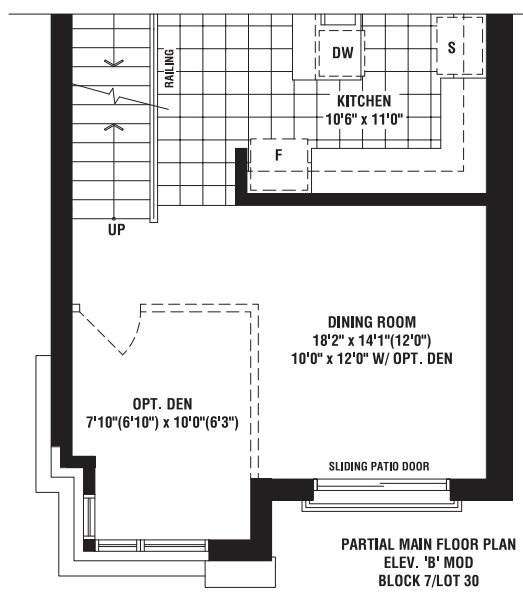 RAILING
DW
S
KITCHEN
10'6" x 11'0"
F
UP
DINING ROOM
18'2" x 14'1"(12'0")
10'0" x 12'0" W/ OPT. DEN
OPT. DEN
7'10"(6'10") x 10'0"(6'3")
SLIDING PATIO DOOR
PARTIAL MAIN FLOOR PLAN
ELEV. 'B' MOD
BLOCK 7/LOT 30